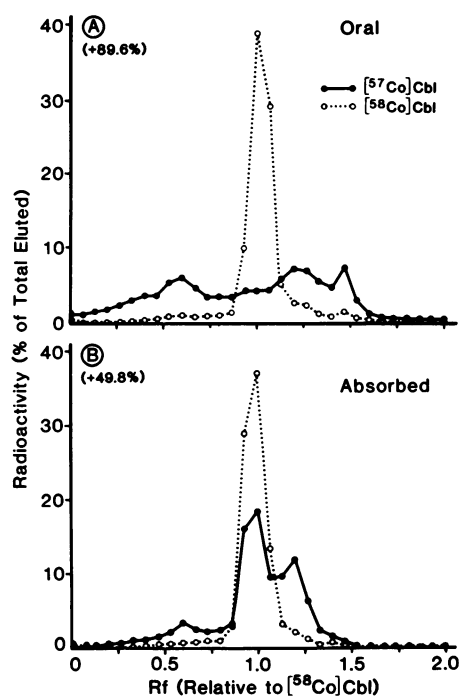 Radioactivity (% of Total Eluted)
A
(+89.6%)
Oral
[57Co]Cbl
[58Co]Cbl
40
30
20
10
0
B
(+49.8%)
Absorbed
40
30
20
10
0
0 0.5 1.0 1.5 2.0
Rf (Relative to [58Co]Cbl)